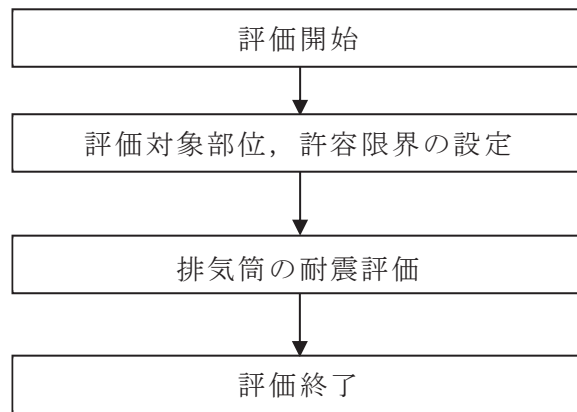 評価開始
評価対象部位，許容限界の設定
排気筒の耐震評価
評価終了